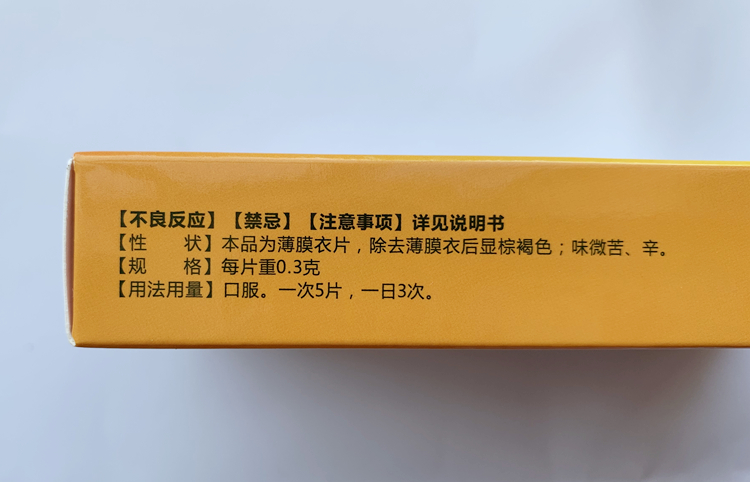 【不良反应】【禁忌】【注意事项】详见说明书
【性　　状】本品为薄膜衣片，除去薄膜衣后显棕褐色；味微苦、辛。
【规　　格】每片重0.3克
【用法用量】口服。一次5片，一日3次。